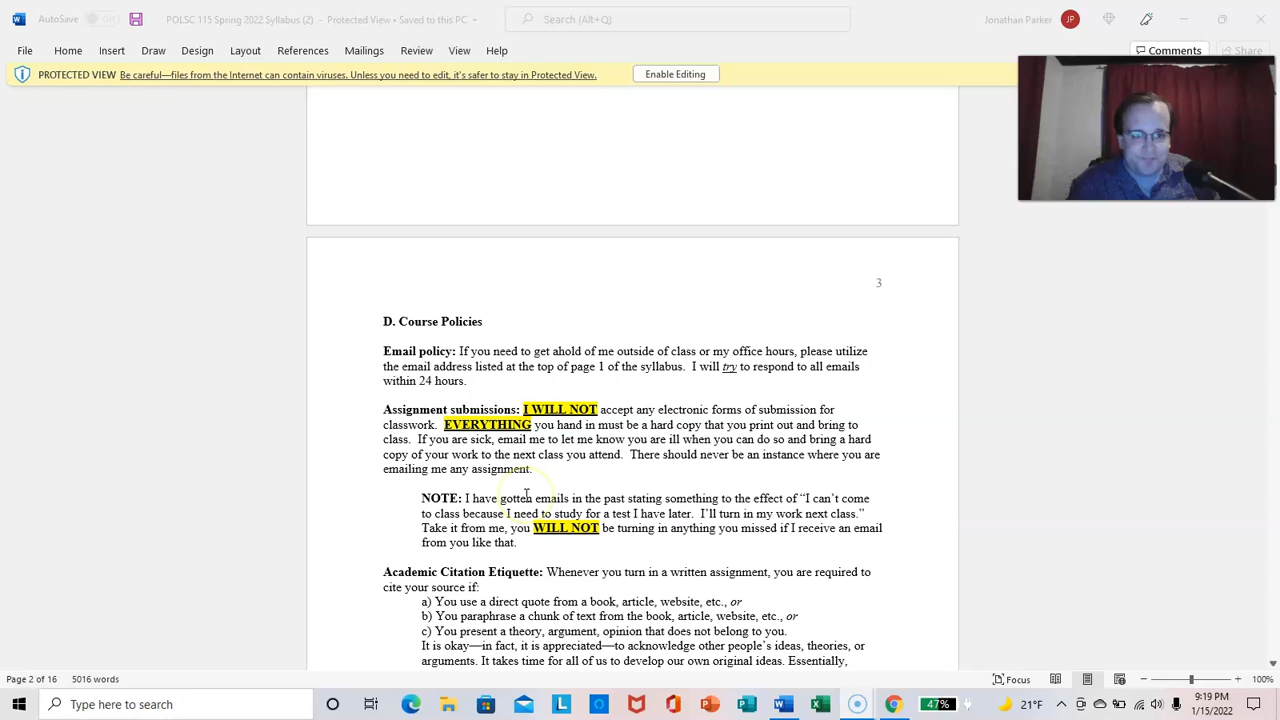 AutoSave Off
POLSC 115 Spring 2022 Syllabus (2) - Protected View • Saved to this PC
Search (Alt+Q)
Jonathan Parker
JP
File Home Insert Draw Design Layout References Mailings Review View Help
Comments
Share
PROTECTED VIEW Be careful—files from the Internet can contain viruses. Unless you need to edit, it's safer to stay in Protected View.
Enable Editing
3
D. Course Policies
Email policy: If you need to get ahold of me outside of class or my office hours, please utilize
the email address listed at the top of page 1 of the syllabus. I will try to respond to all emails
within 24 hours.
Assignment submissions: I WILL NOT accept any electronic forms of submission for
classwork. EVERYTHING you hand in must be a hard copy that you print out and bring to
class. If you are sick, email me to let me know you are ill when you can do so and bring a hard
copy of your work to the next class you attend. There should never be an instance where you are
emailing me any assignment.
NOTE: I have gotten emails in the past stating something to the effect of “I can’t come
to class because I need to study for a test I have later. I’ll turn in my work next class.”
Take it from me, you WILL NOT be turning in anything you missed if I receive an email
from you like that.
Academic Citation Etiquette: Whenever you turn in a written assignment, you are required to
cite your source if:
a) You use a direct quote from a book, article, website, etc., or
b) You paraphrase a chunk of text from the book, article, website, etc., or
c) You present a theory, argument, opinion that does not belong to you.
It is okay—in fact, it is appreciated—to acknowledge other people’s ideas, theories, or
arguments. It takes time for all of us to develop our own original ideas. Essentially,
Page 2 of 16 5016 words
Focus
100%
Type here to search
47%
21°F
9:19 PM
1/15/2022